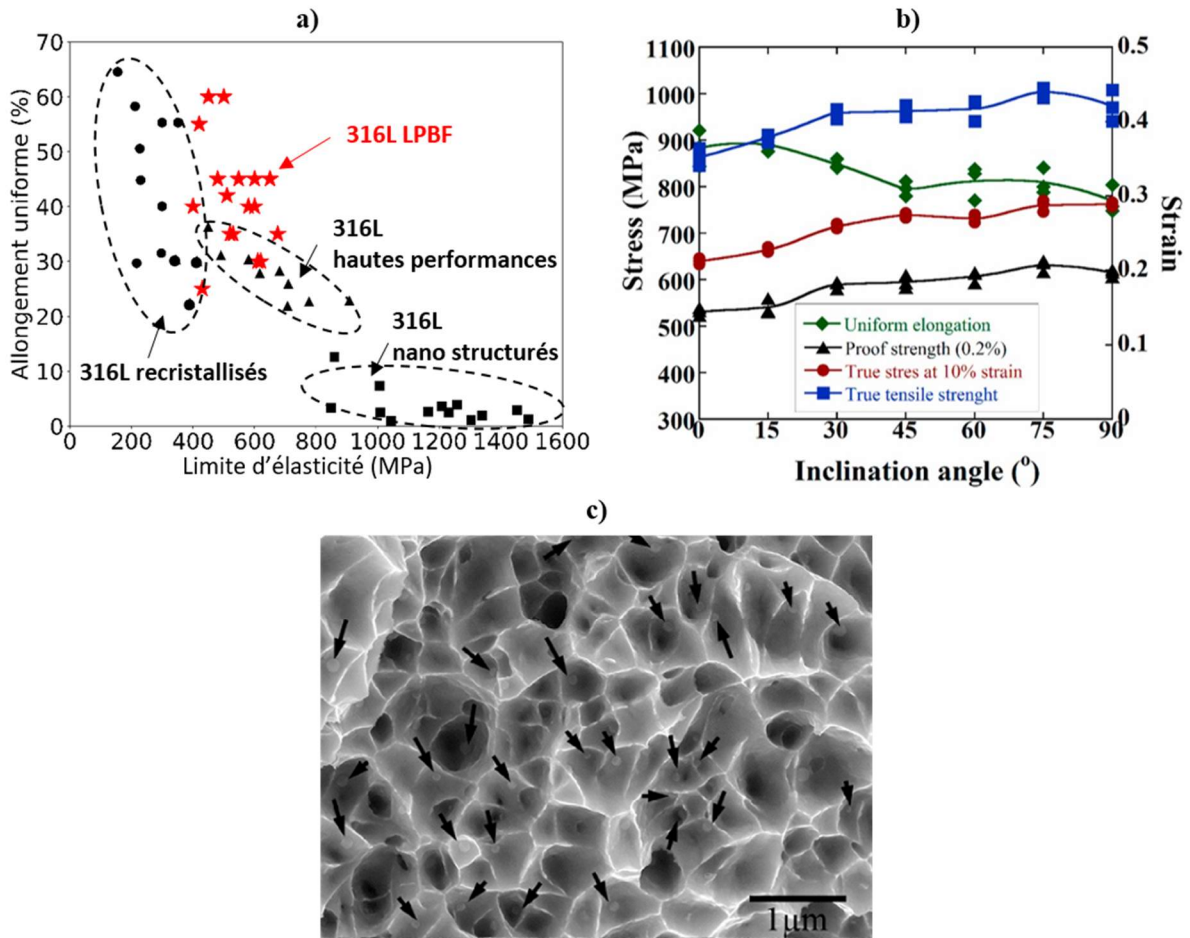 a)
Allongement uniforme (%)
70
60
50
40
30
20
10
0
0 200 400 600 800 1000 1200 1400 1600
Limite d'élasticité (MPa)
316L LPBF
316L
hautes performances
316L
nano structurés
316L recristallisés
b)
Stress (MPa)
1100
1000
900
800
700
600
500
400
300
0 15 30 45 60 75 90
Inclination angle (°)
0.5
0.4
0.3
0.2
0.1
0
Strain
Uniform elongation
Proof strength (0.2%)
True stres at 10% strain
True tensile strenght
c)
1µm